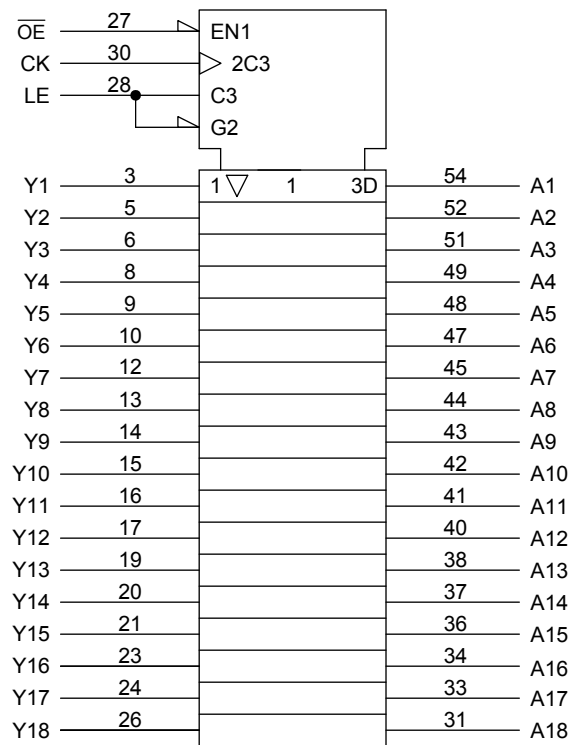 OE 27 EN1
CK 30 2C3
LE 28 C3
G2
1 1 3D
Y1 3 54 A1
Y2 5 52 A2
Y3 6 51 A3
Y4 8 49 A4
Y5 9 48 A5
Y6 10 47 A6
Y7 12 45 A7
Y8 13 44 A8
Y9 14 43 A9
Y10 15 42 A10
Y11 16 41 A11
Y12 17 40 A12
Y13 19 38 A13
Y14 20 37 A14
Y15 21 36 A15
Y16 23 34 A16
Y17 24 33 A17
Y18 26 31 A18